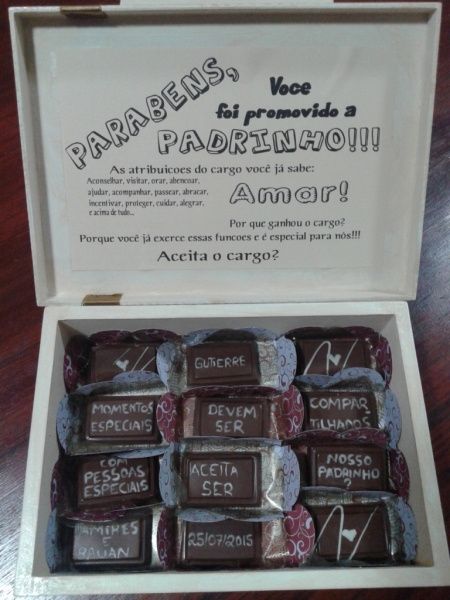 PARABENS,
Voce
foi promovido a
PADRINHO!!!
As atribuicoes do cargo você já sabe:
Aconselhar, visitar, orar, abencoar,
ajudar, acompanhar, passear, abraçar,
incentivar, proteger, cuidar, alegrar,
e acima de tudo...
Amar!
Por que ganhou o cargo?
Porque você já exerce essas funcoes e é especial para nós!!!
Aceita o cargo?
GUTIERRE
MOMENTOS
ESPECIAIS
DEVEM
SER
COMPAR
TILHADOS
COM
PESSOAS
ESPECIAIS
ACEITA
SER
NOSSO
PADRINHO
?
TAMIRES
E
RAUAN
25/07/2015